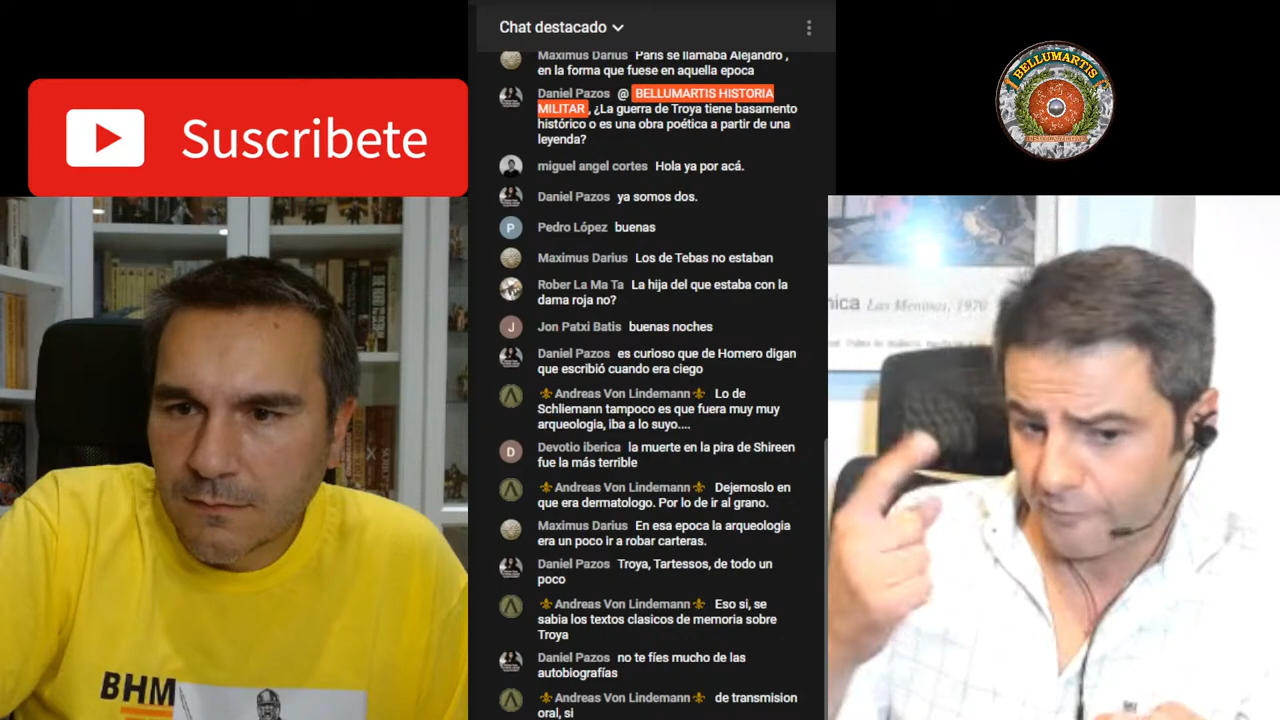 Suscribete
Chat destacado
Maximus Darius Paris se llamaba Alejandro ,
en la forma que fuese en aquella epoca
Daniel Pazos @ BELLUMARTIS HISTORIA
MILITAR , ¿La guerra de Troya tiene basamento
histórico o es una obra poética a partir de una
leyenda?
miguel angel cortes Hola ya por acá.
Daniel Pazos ya somos dos.
P Pedro López buenas
Maximus Darius Los de Tebas no estaban
Rober La Ma Ta La hija del que estaba con la
dama roja no?
J Jon Patxi Batis buenas noches
Daniel Pazos es curioso que de Homero digan
que escribió cuando era ciego
Andreas Von Lindemann Lo de
Schliemann tampoco es que fuera muy muy
arqueologia, iba a lo suyo....
D Devotio iberica la muerte en la pira de Shireen
fue la más terrible
Andreas Von Lindemann Dejemoslo en
que era dermatologo. Por lo de ir al grano.
Maximus Darius En esa epoca la arqueologia
era un poco ir a robar carteras.
Daniel Pazos Troya, Tartessos, de todo un
poco
Andreas Von Lindemann Eso si, se
sabia los textos clasicos de memoria sobre
Troya
Daniel Pazos no te fíes mucho de las
autobiografías
Andreas Von Lindemann de transmision
oral, si
BELLUMARTIS
nica Las Meninas, 1970
BHM